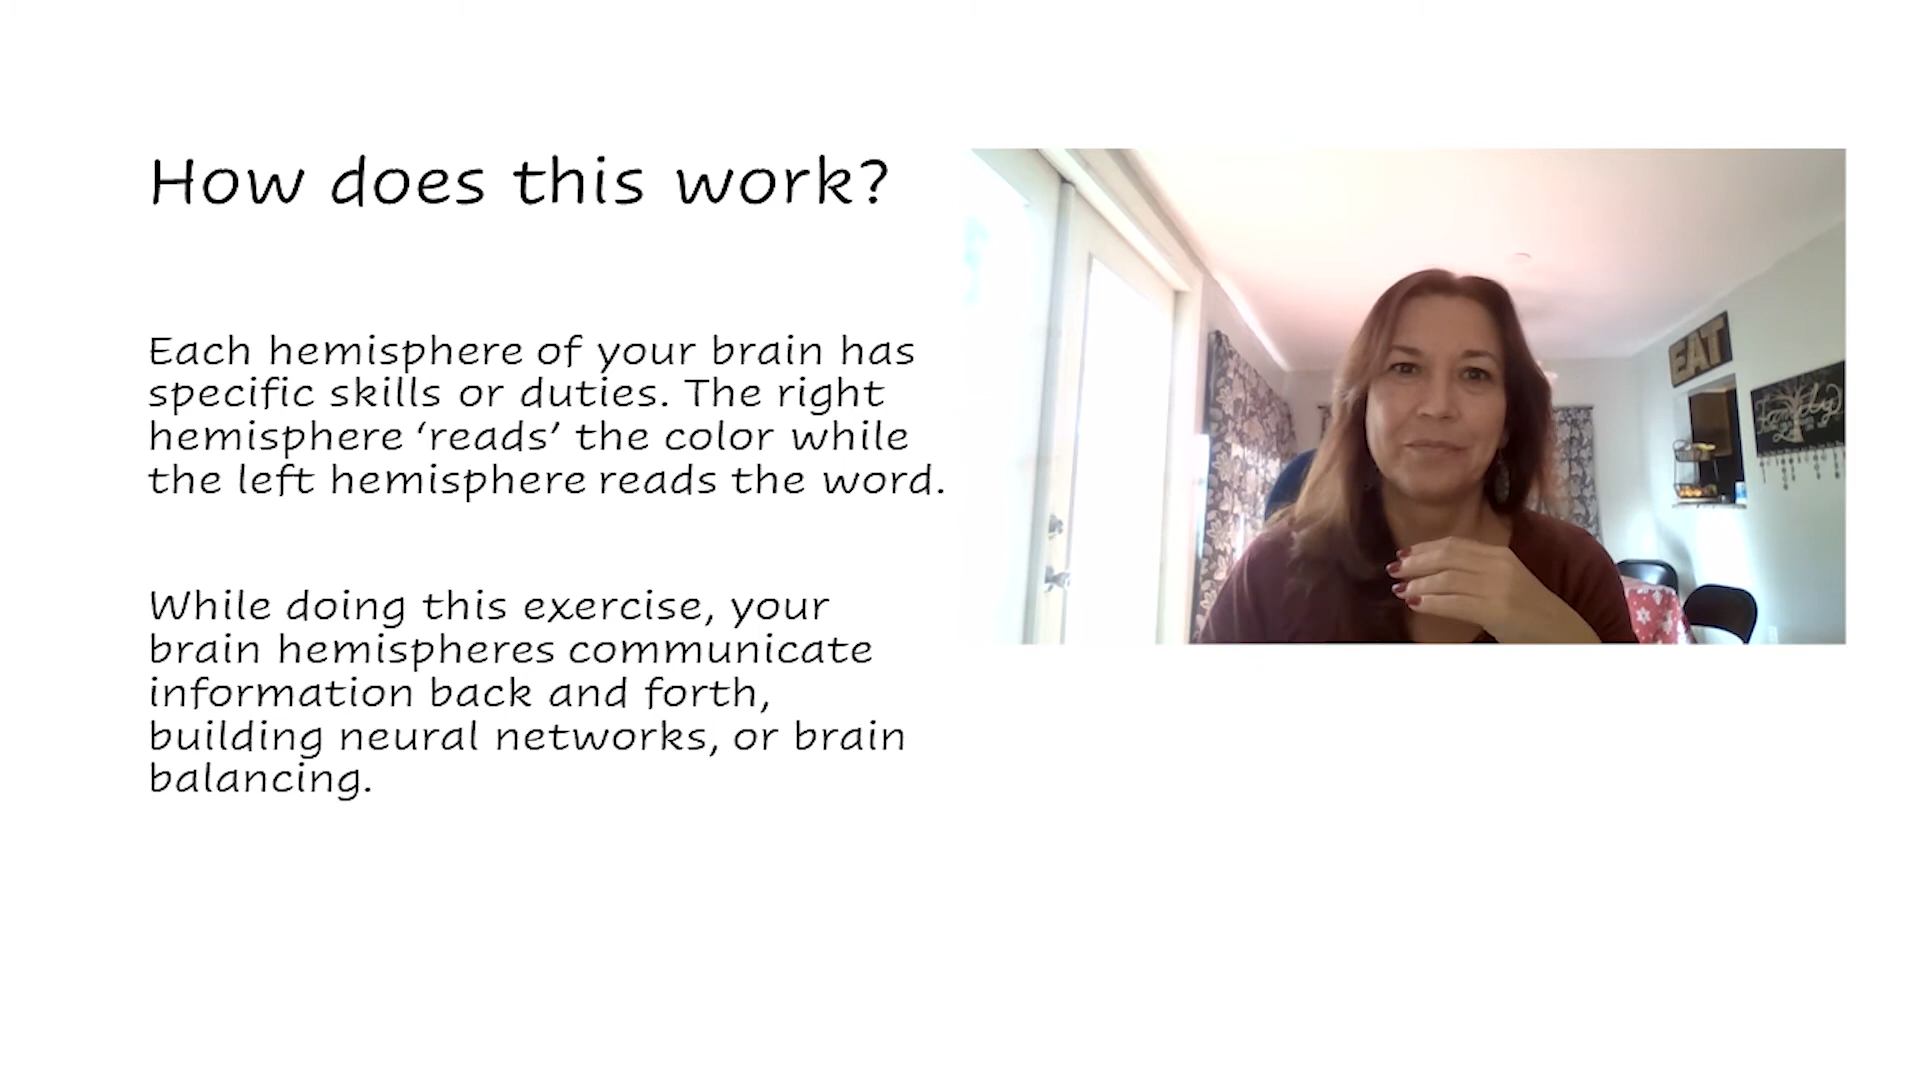 How does this work?
Each hemisphere of your brain has
specific skills or duties. The right
hemisphere ‘reads’ the color while
the left hemisphere reads the word.
While doing this exercise, your
brain hemispheres communicate
information back and forth,
building neural networks, or brain
balancing.
EAT
Family